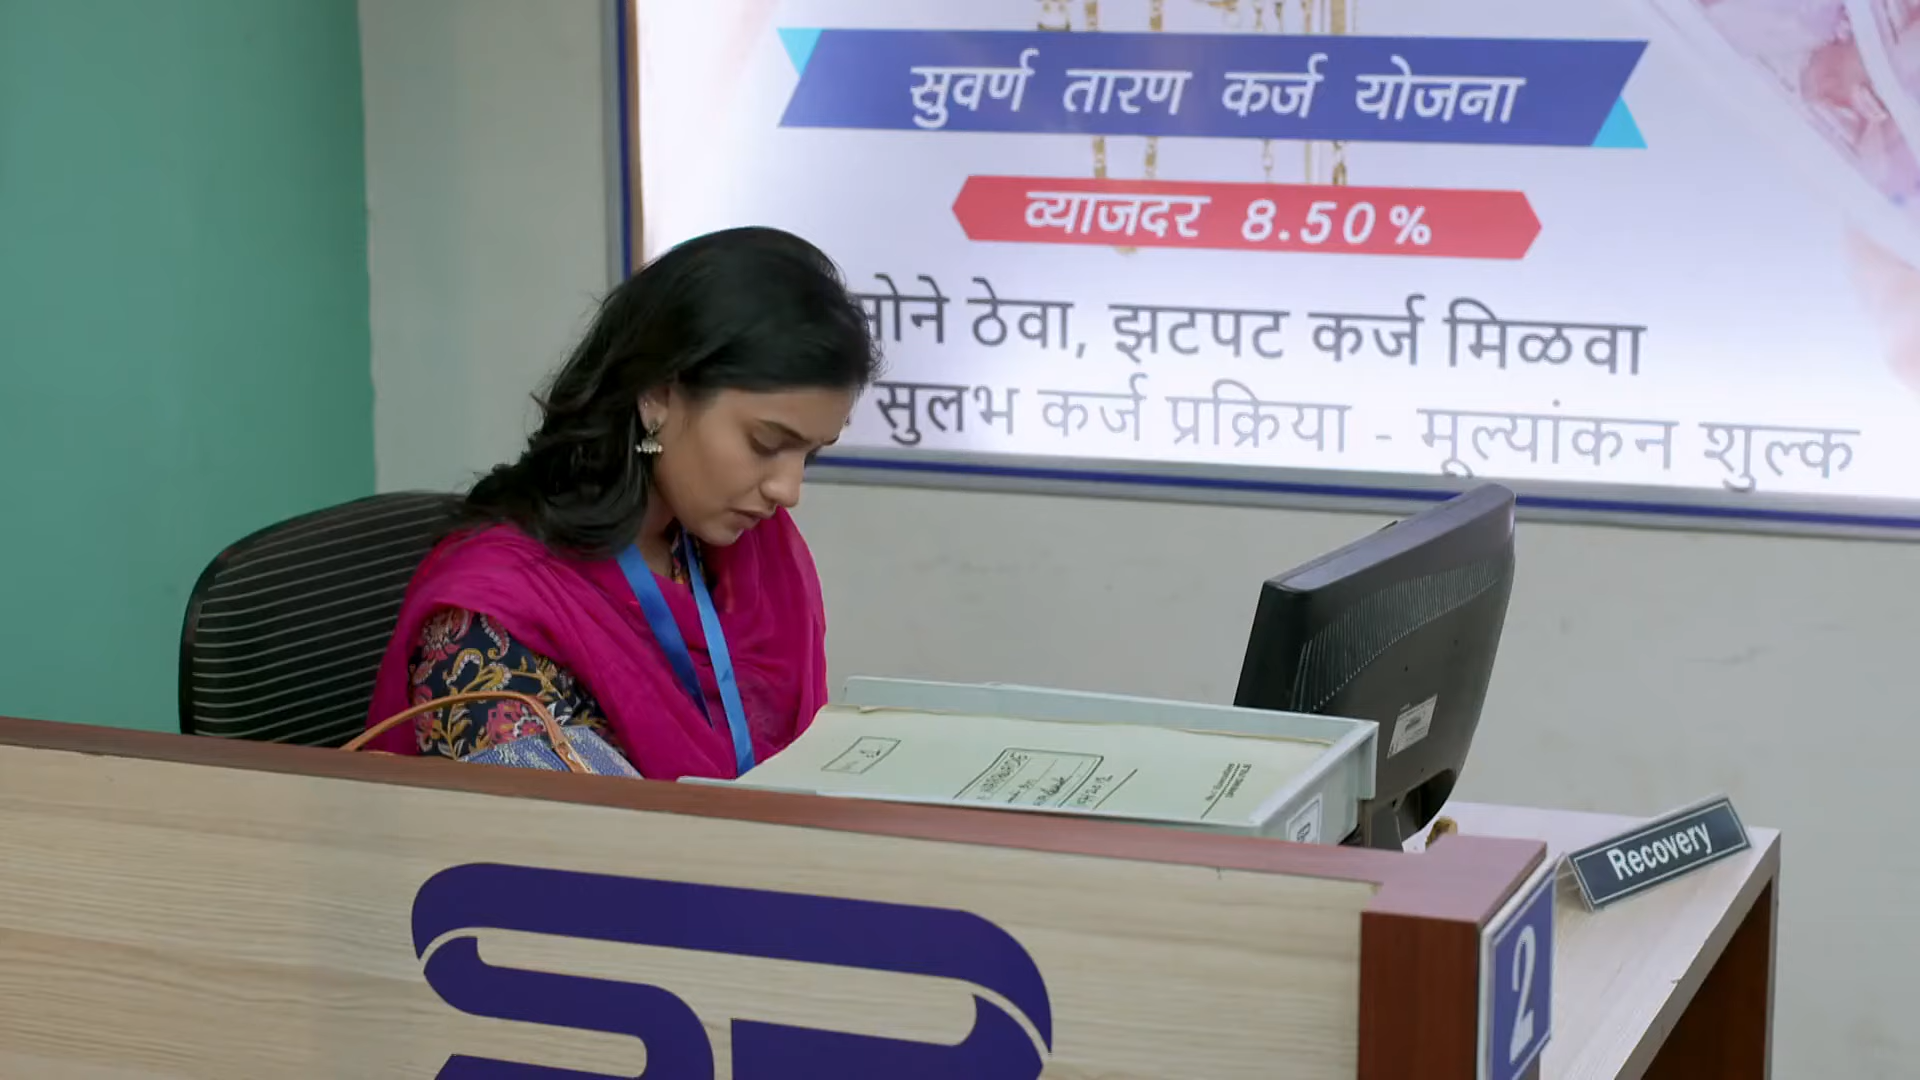 सुवर्ण तारण कर्ज योजना
व्याजदर 8.50%
सोने ठेवा, झटपट कर्ज मिळवा
सुलभ कर्ज प्रक्रिया - मूल्यांकन शुल्क
Recovery
2